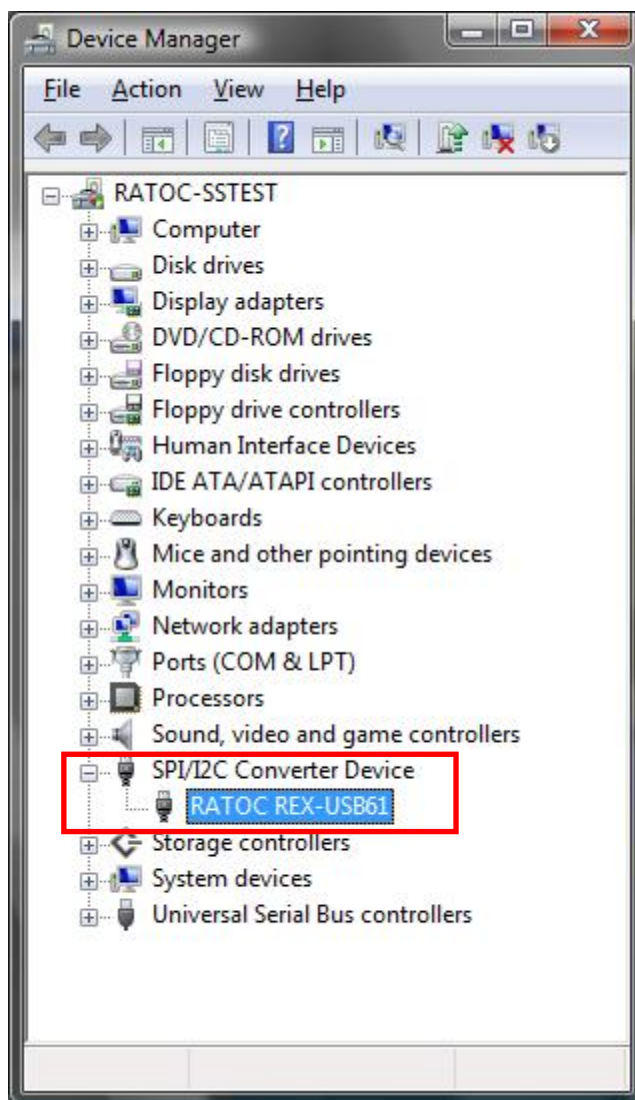 Device Manager
File Action View Help
RATOC-SSTEST
Computer
Disk drives
Display adapters
DVD/CD-ROM drives
Floppy disk drives
Floppy drive controllers
Human Interface Devices
IDE ATA/ATAPI controllers
Keyboards
Mice and other pointing devices
Monitors
Network adapters
Ports (COM & LPT)
Processors
Sound, video and game controllers
SPI/I2C Converter Device
RATOC REX-USB61
Storage controllers
System devices
Universal Serial Bus controllers